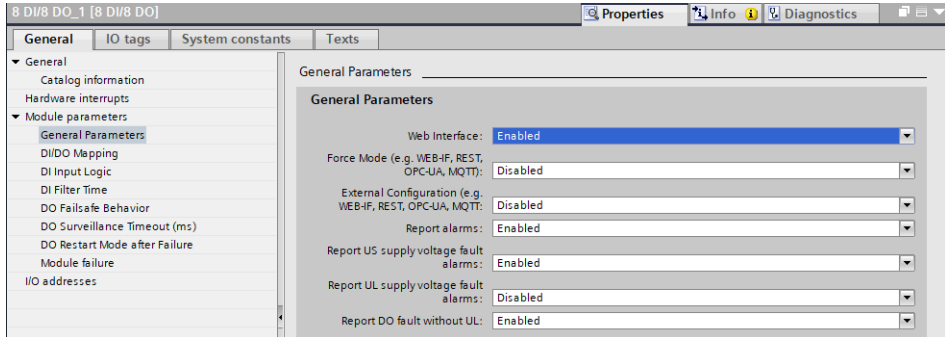 8 DI/8 DO_1 [8 DI/8 DO]
Properties
Info
Diagnostics
General
IO tags
System constants
Texts
General
Catalog information
Hardware interrupts
Module parameters
General Parameters
DI/DO Mapping
DI Input Logic
DI Filter Time
DO Failsafe Behavior
DO Surveillance Timeout (ms)
DO Restart Mode after Failure
Module failure
I/O addresses
General Parameters
General Parameters
Web Interface: Enabled
Force Mode (e.g. WEB-IF, REST,
OPC-UA, MQTT): Disabled
External Configuration (e.g.
WEB-IF, REST, OPC-UA, MQTT: Disabled
Report alarms: Enabled
Report US supply voltage fault
alarms: Enabled
Report UL supply voltage fault
alarms: Disabled
Report DO fault without UL: Enabled